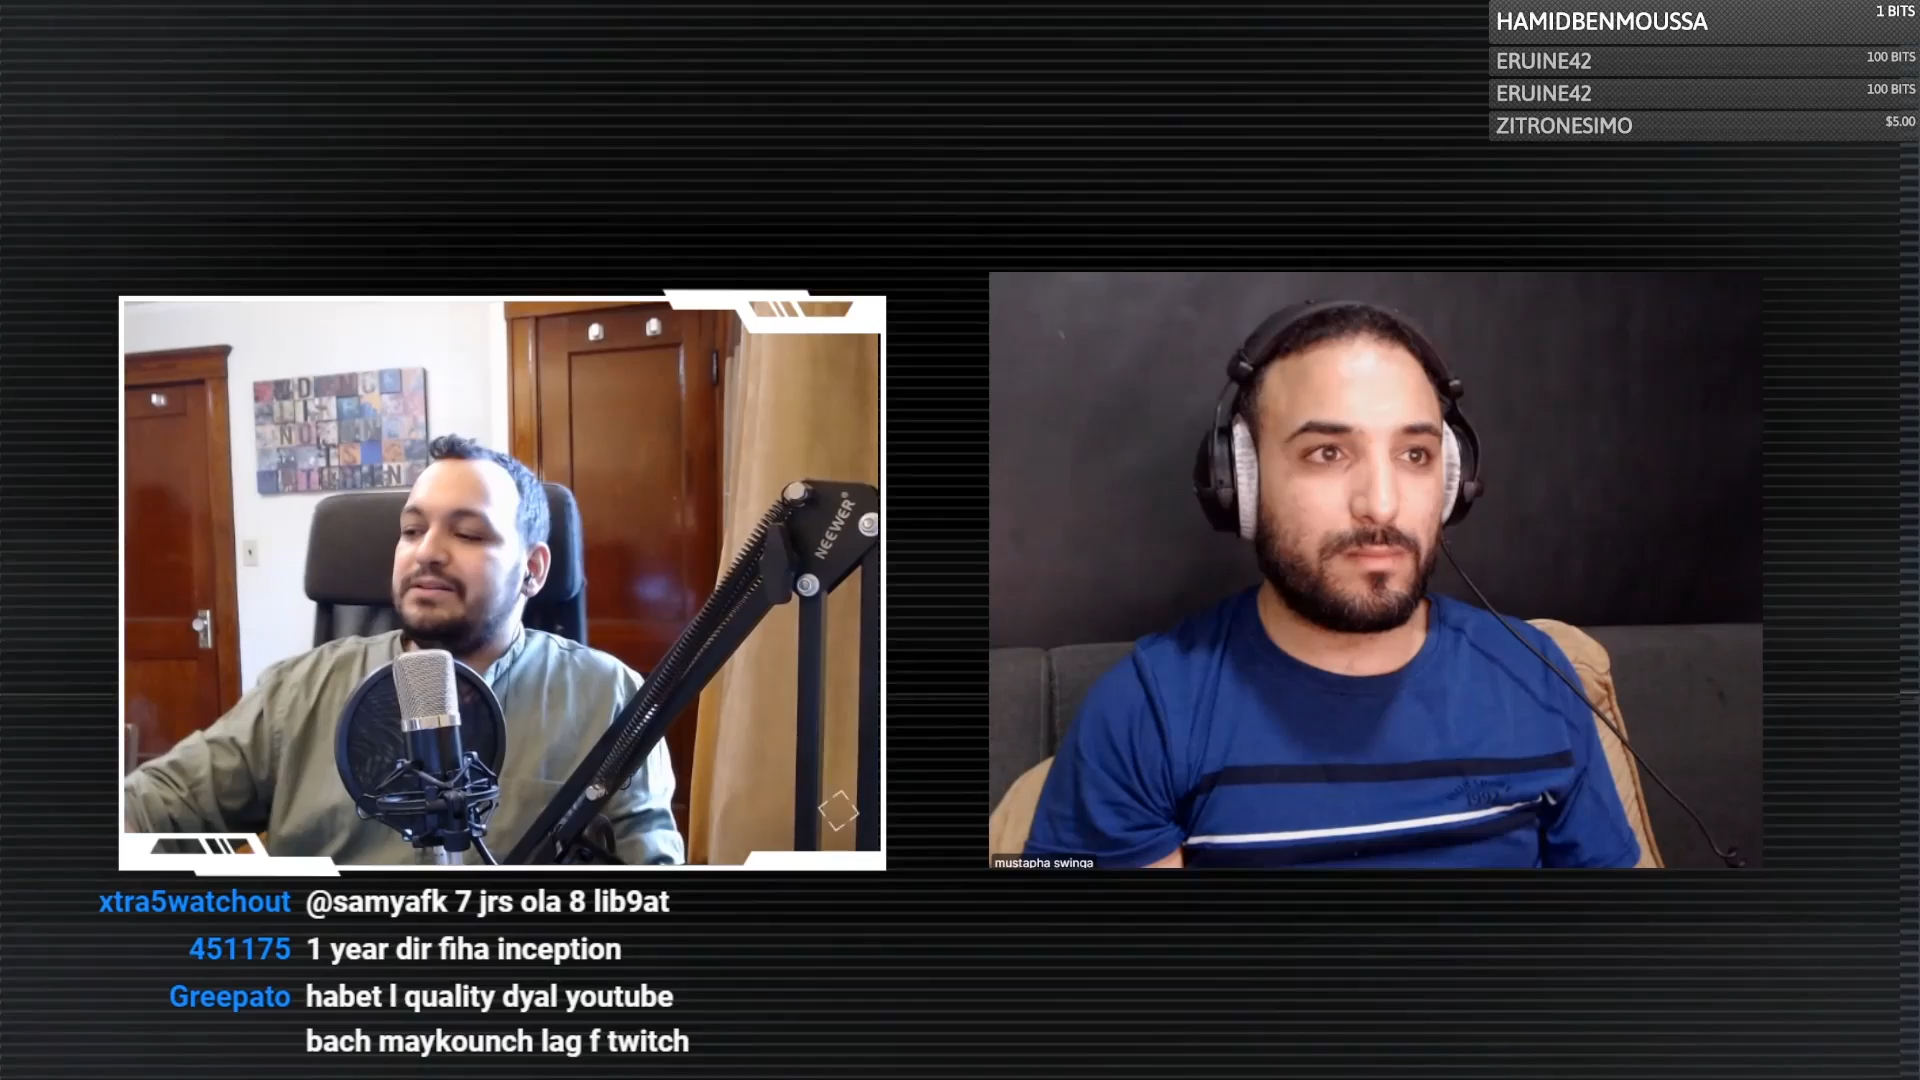 HAMIDBENMOUSSA 1 BITS
ERUINE42 100 BITS
ERUINE42 100 BITS
ZITRONESIMO $5.00
NEEWER®
mustapha swinga
xtra5watchout @samyafk 7 jrs ola 8 lib9at
451175 1 year dir fiha inception
Greepato habet l quality dyal youtube
bach maykounch lag f twitch